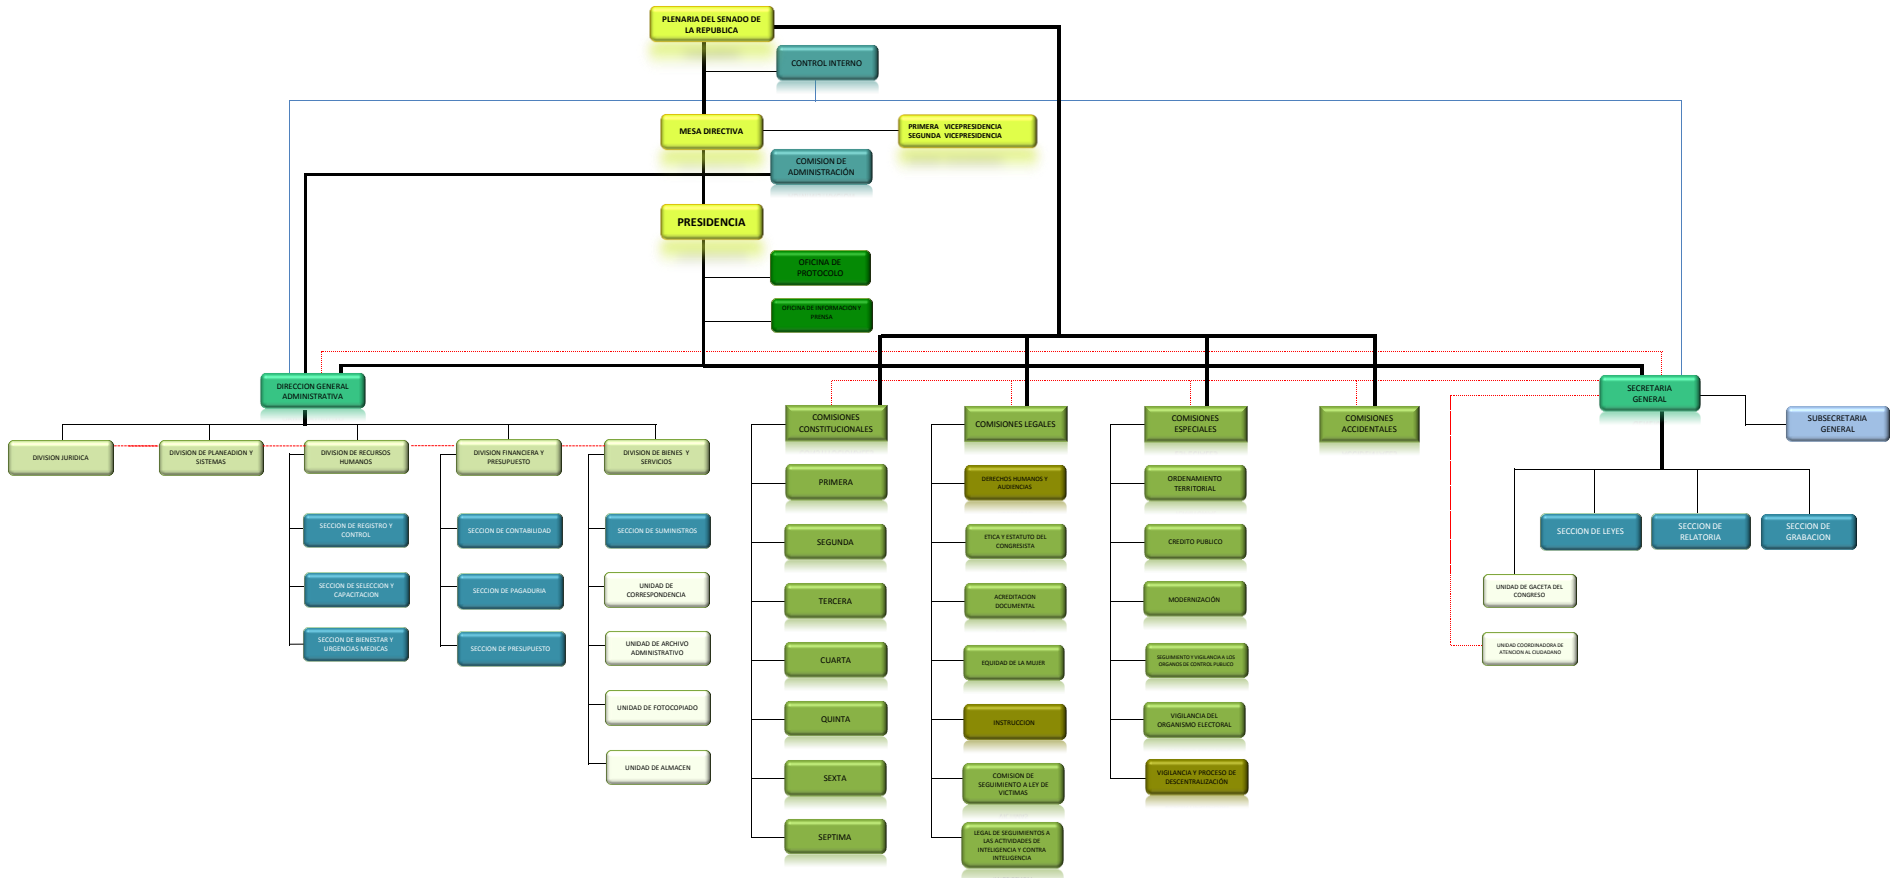 PLENARIA DEL SENADO DE
LA REPUBLICA
CONTROL INTERNO
MESA DIRECTIVA
PRIMERA VICEPRESIDENCIA
SEGUNDA VICEPRESIDENCIA
COMISION DE
ADMINISTRACIÓN
PRESIDENCIA
OFICINA DE
PROTOCOLO
OFICINA DE INFORMACION Y
PRENSA
DIRECCION GENERAL
ADMINISTRATIVA
SECRETARIA
GENERAL
SUBSECRETARIA
GENERAL
DIVISION JURIDICA
DIVISION DE PLANEACION Y
SISTEMAS
DIVISION DE RECURSOS
HUMANOS
DIVISION FINANCIERA Y
PRESUPUESTO
DIVISION DE BIENES Y
SERVICIOS
SECCION DE REGISTRO Y
CONTROL
SECCION DE SELECCION Y
CAPACITACION
SECCION DE BIENESTAR Y
URGENCIAS MEDICAS
SECCION DE CONTABILIDAD
SECCION DE PAGADURIA
SECCION DE PRESUPUESTO
SECCION DE SUMINISTROS
UNIDAD DE
CORRESPONDENCIA
UNIDAD DE ARCHIVO
ADMINISTRATIVO
UNIDAD DE FOTOCOPIADO
UNIDAD DE ALMACEN
COMISIONES
CONSTITUCIONALES
PRIMERA
SEGUNDA
TERCERA
CUARTA
QUINTA
SEXTA
SEPTIMA
COMISIONES LEGALES
DERECHOS HUMANOS Y
AUDIENCIAS
ETICA Y ESTATUTO DEL
CONGRESISTA
ACREDITACION
DOCUMENTAL
EQUIDAD DE LA MUJER
INSTRUCCION
COMISION DE
SEGUIMIENTO A LEY DE
VICTIMAS
LEGAL DE SEGUIMIENTOS A
LAS ACTIVIDADES DE
INTELIGENCIA Y CONTRA
INTELIGENCIA
COMISIONES
ESPECIALES
ORDENAMIENTO
TERRITORIAL
CREDITO PUBLICO
MODERNIZACIÓN
SEGUIMIENTO Y VIGILANCIA A LOS
ORGANOS DE CONTROL PUBLICO
VIGILANCIA DEL
ORGANISMO ELECTORAL
VIGILANCIA Y PROCESO DE
DESCENTRALIZACIÓN
COMISIONES
ACCIDENTALES
SECCION DE LEYES
SECCION DE
RELATORIA
SECCION DE
GRABACION
UNIDAD DE GACETA DEL
CONGRESO
UNIDAD COORDINADORA DE
ATENCION AL CIUDADANO